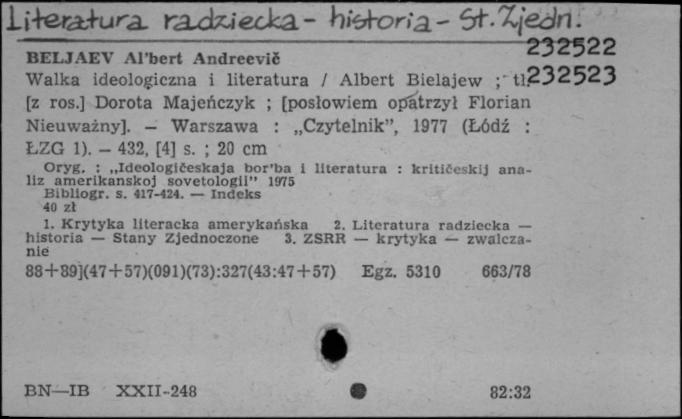 Literatura radziecka - historia - St. Zjedn.
232522
BELJAEV Al'bert Andreevič
Walka ideologiczna i literatura / Albert Bielajew ; tł.
232523
[z ros.] Dorota Majeńczyk ; [posłowiem opatrzył Florian
Nieuważny]. — Warszawa : „Czytelnik”, 1977 (Łódź :
ŁZG 1). — 432, [4] s. ; 20 cm
Oryg. : „Ideologičeskaja bor'ba i literatura : kritičeskij ana-
liz amerikanskoj sovetologii” 1975
Bibliogr. s. 417-424. — Indeks
40 zł
1. Krytyka literacka amerykańska 2. Literatura radziecka —
historia — Stany Zjednoczone 3. ZSRR — krytyka — zwalcza-
nie
88+89](47+57)(091)(73):327(43:47+57) Egz. 5310 663/78
BN—IB XXII-248 82:32